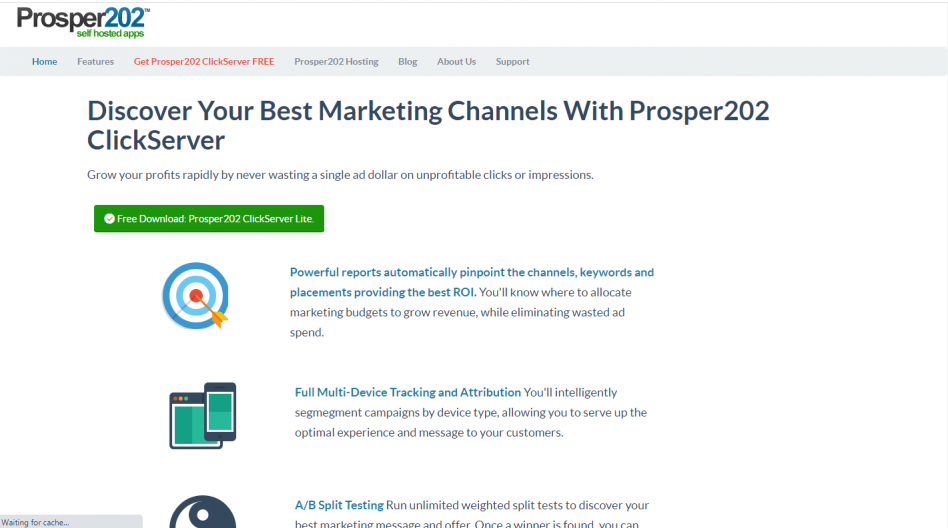 Prosper202™
self hosted apps
Home Features Get Prosper202 ClickServer FREE Prosper202 Hosting Blog About Us Support
Discover Your Best Marketing Channels With Prosper202
ClickServer
Grow your profits rapidly by never wasting a single ad dollar on unprofitable clicks or impressions.
Free Download: Prosper202 ClickServer Lite.
Powerful reports automatically pinpoint the channels, keywords and
placements providing the best ROI. You'll know where to allocate
marketing budgets to grow revenue, while eliminating wasted ad
spend.
Full Multi-Device Tracking and Attribution You'll intelligently
segmegment campaigns by device type, allowing you to serve up the
optimal experience and message to your customers.
A/B Split Testing Run unlimited weighted split tests to discover your
best marketing message and offer. Once a winner is found, you can
Waiting for cache...